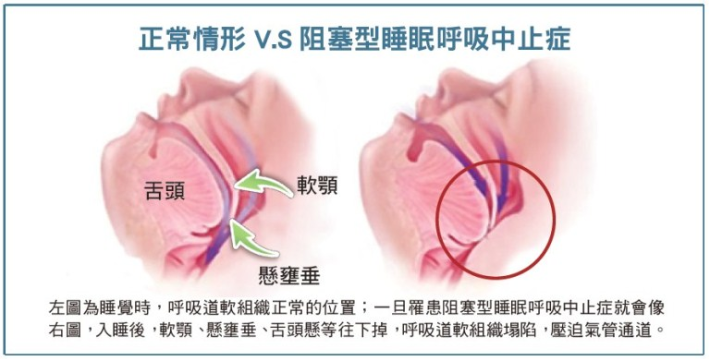 正常情形 V.S 阻塞型睡眠呼吸中止症
舌頭
軟顎
懸壅垂
左圖為睡覺時，呼吸道軟組織正常的位置；一旦罹患阻塞型睡眠呼吸中止症就會像
右圖，入睡後，軟顎、懸壅垂、舌頭懸等往下掉，呼吸道軟組織塌陷，壓迫氣管通道。